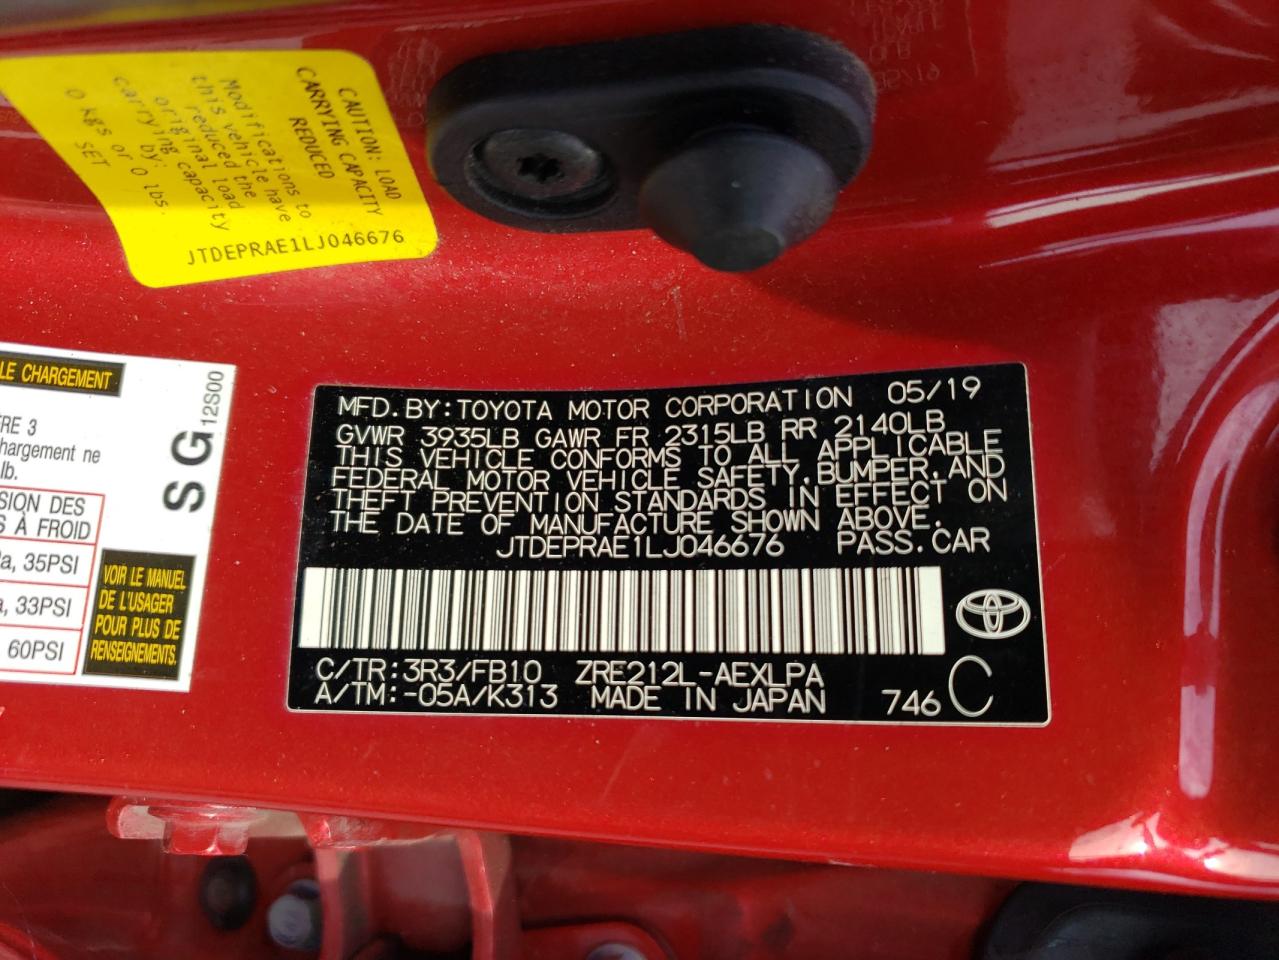 CAUTION: LOAD
CARRYING CAPACITY
REDUCED
Modifications to
this vehicle have
reduced the
original load
carrying capacity
by:
0 kgs or 0 lbs.
SET
JTDEPRAE1LJ046676
LE CHARGEMENT
ÈRE 3
chargement ne
lb.
SION DES
S À FROID
a, 35PSI
a, 33PSI
60PSI
SG
12S00
VOIR LE MANUEL
DE L'USAGER
POUR PLUS DE
RENSEIGNEMENTS.
MFD.BY:TOYOTA MOTOR CORPORATION 05/19
GVWR 3935LB GAWR FR 2315LB RR 2140LB
THIS VEHICLE CONFORMS TO ALL APPLICABLE
FEDERAL MOTOR VEHICLE SAFETY,BUMPER,AND
THEFT PREVENTION STANDARDS IN EFFECT ON
THE DATE OF MANUFACTURE SHOWN ABOVE.
JTDEPRAE1LJ046676 PASS.CAR
C/TR:3R3/FB10 ZRE212L-AEXLPA
A/TM:-05A/K313 MADE IN JAPAN 746 C